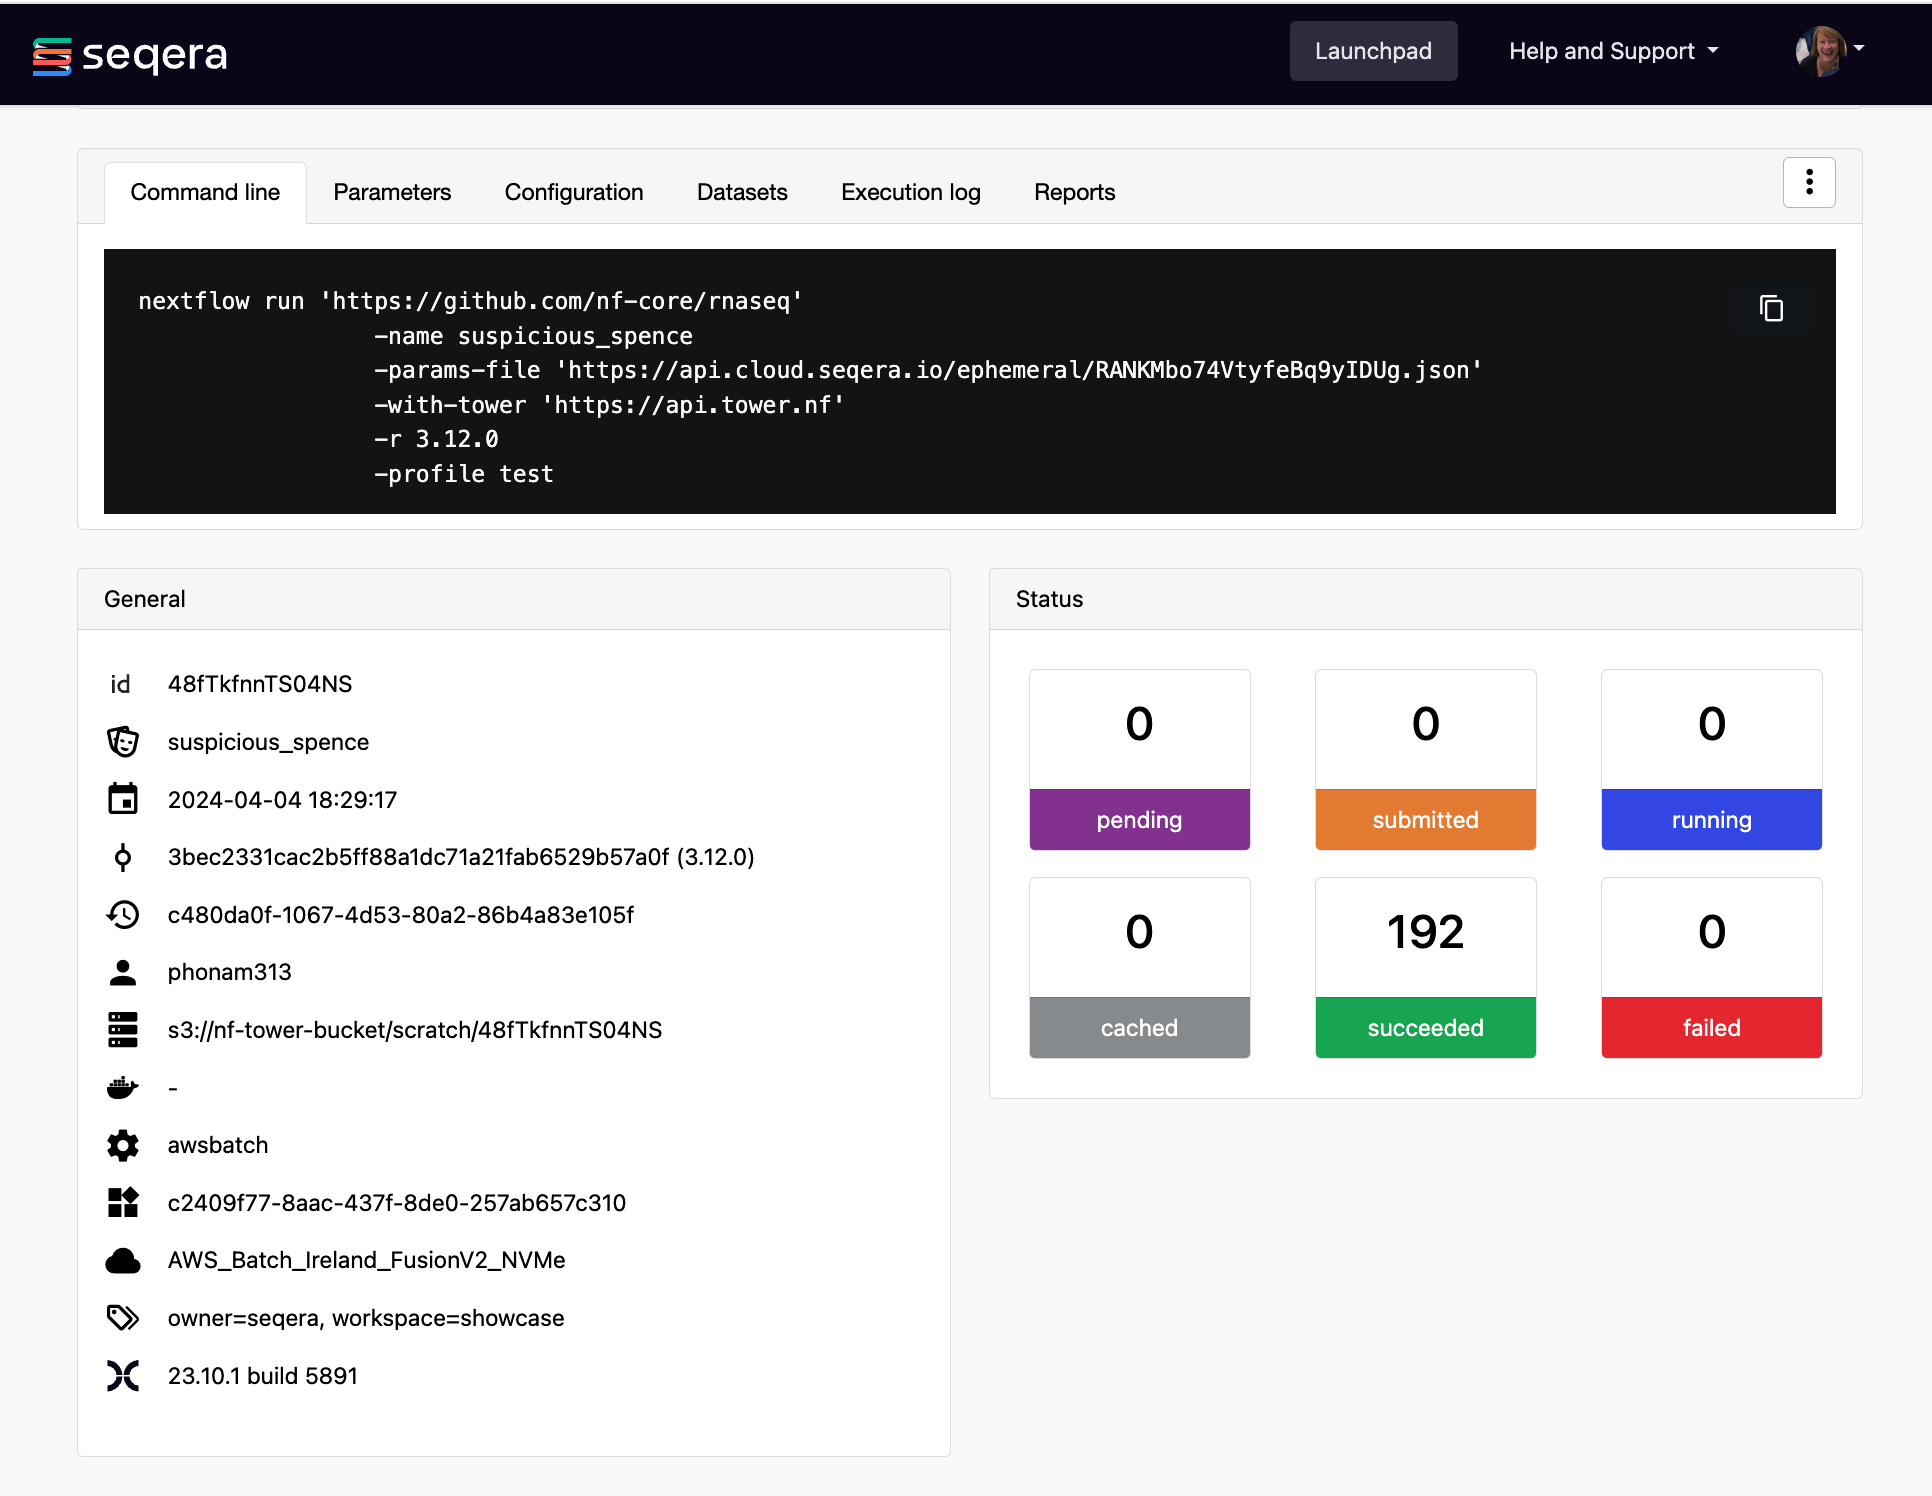 seqera
Launchpad
Help and Support
Command line
Parameters
Configuration
Datasets
Execution log
Reports
nextflow run 'https://github.com/nf-core/rnaseq'
-name suspicious_spence
-params-file 'https://api.cloud.seqera.io/ephemeral/RANKMbo74VtyfeBq9yIDUg.json'
-with-tower 'https://api.tower.nf'
-r 3.12.0
-profile test
General
id 48fTkfnnTS04NS
suspicious_spence
2024-04-04 18:29:17
3bec2331cac2b5ff88a1dc71a21fab6529b57a0f (3.12.0)
c480da0f-1067-4d53-80a2-86b4a83e105f
phonam313
s3://nf-tower-bucket/scratch/48fTkfnnTS04NS
-
awsbatch
c2409f77-8aac-437f-8de0-257ab657c310
AWS_Batch_Ireland_FusionV2_NVMe
owner=seqera, workspace=showcase
23.10.1 build 5891
Status
0
pending
0
submitted
0
running
0
cached
192
succeeded
0
failed